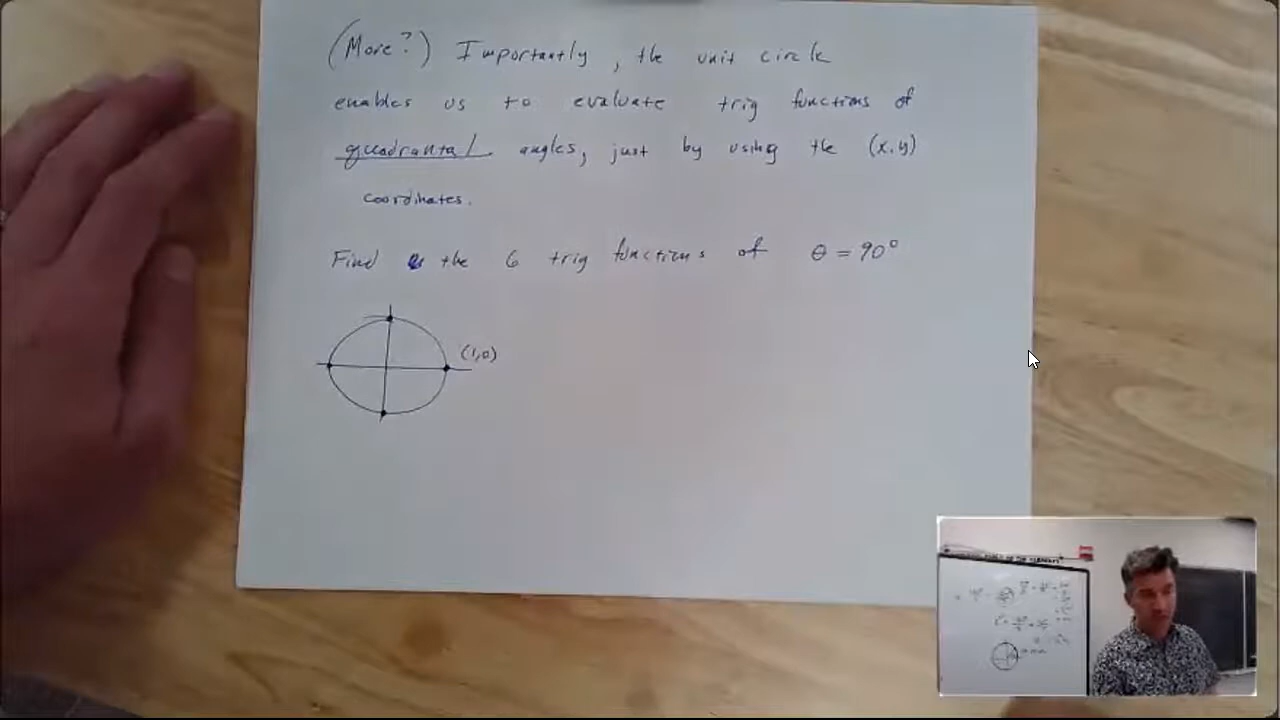 (More?) Importantly, the unit circle
enables us to evaluate trig functions of
quadrantal angles, just by using the (x,y)
coordinates.
Find the 6 trig functions of θ = 90°
(1,0)